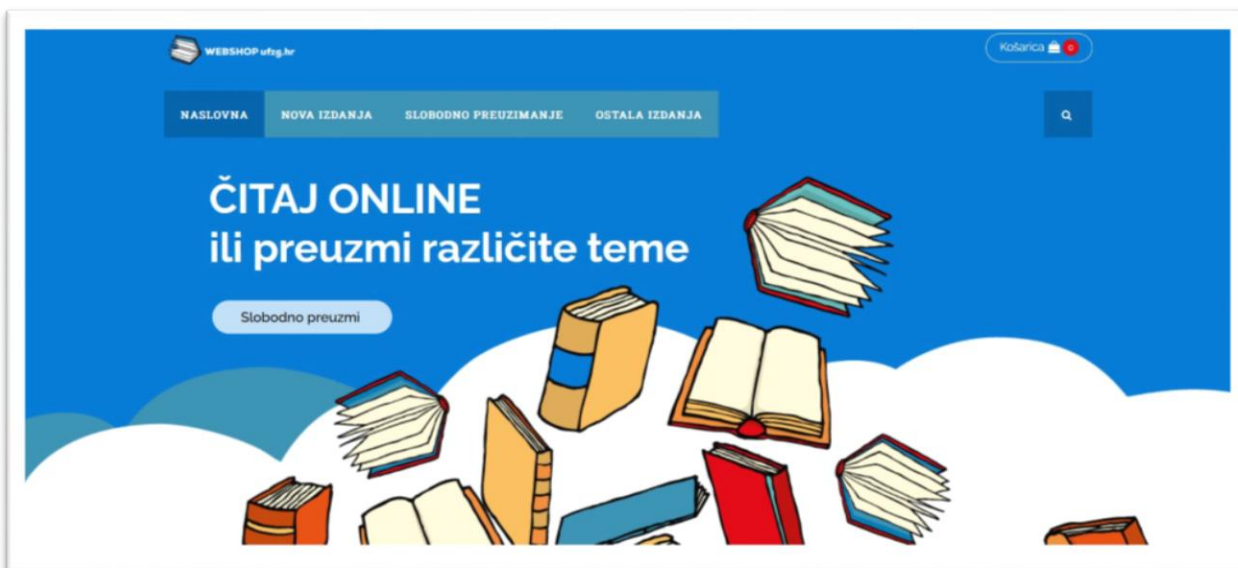 WEBSHOP ufzg.hr
Košarica 0
NASLOVNA NOVA IZDANJA SLOBODNO PREUZIMANJE OSTALA IZDANJA
ČITAJ ONLINE
ili preuzmi različite teme
Slobodno preuzmi